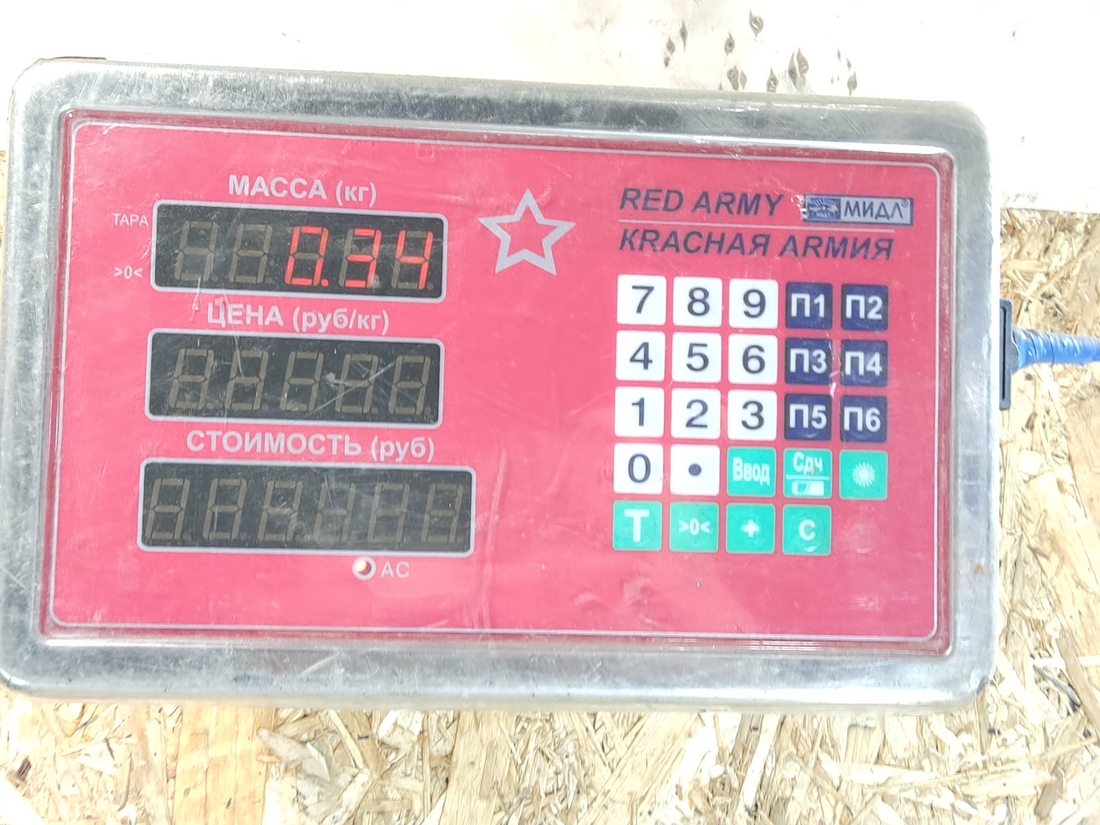 МАССА (кг)
ТАРА
0.34
>0<
ЦЕНА (руб/кг)
СТОИМОСТЬ (руб)
AC
RED ARMY МИДЛ®
КRАСНАЯ ARMИЯ
7 8 9 П1 П2
4 5 6 П3 П4
1 2 3 П5 П6
0 • Ввод Сдч
T >0< + C